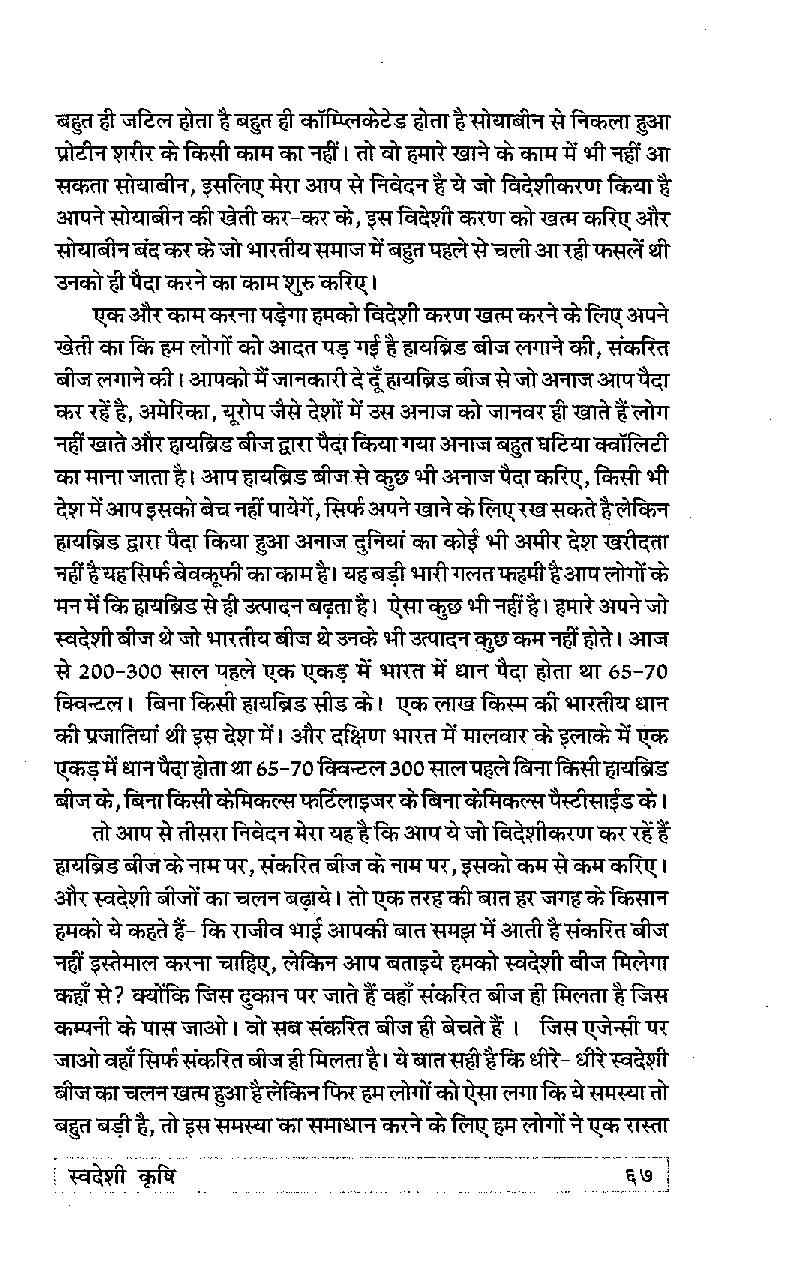 बहुत ही जटिल होता है बहुत ही कॉम्प्लिकेटेड होता है सोयाबीन से निकला हुआ
प्रोटीन शरीर के किसी काम का नहीं। तो वो हमारे खाने के काम में भी नहीं आ
सकता सोयाबीन, इसलिए मेरा आप से निवेदन है ये जो विदेशीकरण किया है
आपने सोयाबीन की खेती कर-कर के, इस विदेशी करण को खत्म करिए और
सोयाबीन बंद कर के जो भारतीय समाज में बहुत पहले से चली आ रही फसलें थी
उनको ही पैदा करने का काम शुरु करिए।
एक और काम करना पड़ेगा हमको विदेशी करण खत्म करने के लिए अपने
खेती का कि हम लोगों को आदत पड़ गई है हायब्रिड बीज लगाने की, संकरित
बीज लगाने की। आपको मैं जानकारी दे दूँ हायब्रिड बीज से जो अनाज आप पैदा
कर रहें है, अमेरिका, यूरोप जैसे देशों में उस अनाज को जानवर ही खाते हैं लोग
नहीं खाते और हायब्रिड बीज द्वारा पैदा किया गया अनाज बहुत घटिया क्वॉलिटी
का माना जाता है। आप हायब्रिड बीज से कुछ भी अनाज पैदा करिए, किसी भी
देश में आप इसको बेच नहीं पायेगें, सिर्फ अपने खाने के लिए रख सकते है लेकिन
हायब्रिड द्वारा पैदा किया हुआ अनाज दुनियां का कोई भी अमीर देश खरीदता
नहीं है यह सिर्फ बेवकूफी का काम है। यह बड़ी भारी गलत फहमी है आप लोगों के
मन में कि हायब्रिड से ही उत्पादन बढ़ता है। ऐसा कुछ भी नहीं है। हमारे अपने जो
स्वदेशी बीज थे जो भारतीय बीज थे उनके भी उत्पादन कुछ कम नहीं होते। आज
से 200-300 साल पहले एक एकड़ में भारत में धान पैदा होता था 65-70
क्विन्टल। बिना किसी हायब्रिड सीड के। एक लाख किस्म की भारतीय धान
की प्रजातियां थी इस देश में। और दक्षिण भारत में मालवार के इलाके में एक
एकड़ में धान पैदा होता था 65-70 क्विन्टल 300 साल पहले बिना किसी हायब्रिड
बीज के, बिना किसी केमिकल्स फर्टिलाइजर के बिना केमिकल्स पैस्टीसाईड के।
तो आप से तीसरा निवेदन मेरा यह है कि आप ये जो विदेशीकरण कर रहें हैं
हायब्रिड बीज के नाम पर, संकरित बीज के नाम पर, इसको कम से कम करिए।
और स्वदेशी बीजों का चलन बढ़ाये। तो एक तरह की बात हर जगह के किसान
हमको ये कहते हैं- कि राजीव भाई आपकी बात समझ में आती है संकरित बीज
नहीं इस्तेमाल करना चाहिए, लेकिन आप बताइये हमको स्वदेशी बीज मिलेगा
कहाँ से? क्योंकि जिस दुकान पर जाते हैं वहाँ संकरित बीज ही मिलता है जिस
कम्पनी के पास जाओ। वो सब संकरित बीज ही बेचते हैं । जिस एजेन्सी पर
जाओ वहाँ सिर्फ संकरित बीज ही मिलता है। ये बात सही है कि धीरे- धीरे स्वदेशी
बीज का चलन खत्म हुआ है लेकिन फिर हम लोगों को ऐसा लगा कि ये समस्या तो
बहुत बड़ी है, तो इस समस्या का समाधान करने के लिए हम लोगों ने एक रास्ता
स्वदेशी कृषि ६७